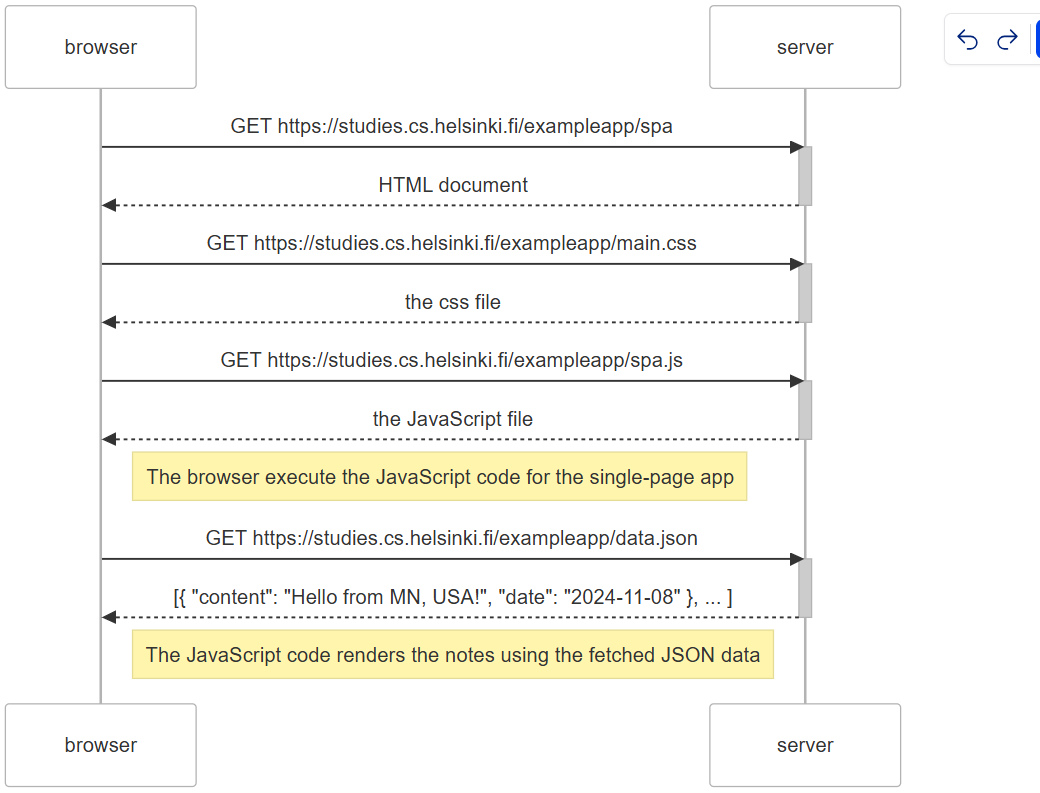 browser
server
GET https://studies.cs.helsinki.fi/exampleapp/spa
HTML document
GET https://studies.cs.helsinki.fi/exampleapp/main.css
the css file
GET https://studies.cs.helsinki.fi/exampleapp/spa.js
the JavaScript file
The browser execute the JavaScript code for the single-page app
GET https://studies.cs.helsinki.fi/exampleapp/data.json
[{ "content": "Hello from MN, USA!", "date": "2024-11-08" }, ... ]
The JavaScript code renders the notes using the fetched JSON data
browser
server